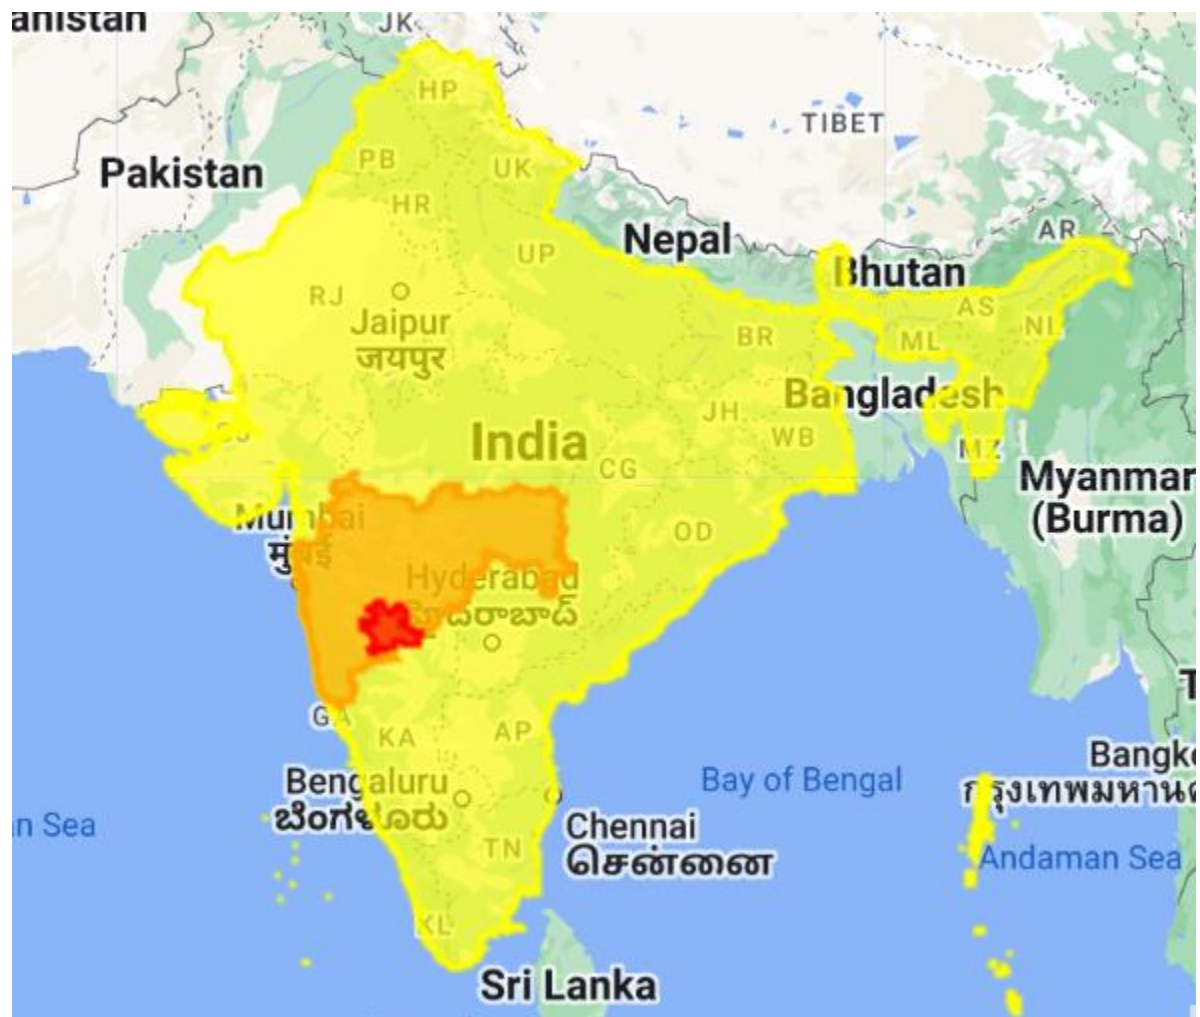 anistan
JK
HP
TIBET
PB
UK
Pakistan
HR
AR
Nepal
UP
Bhutan
RJ
AS
Jaipur
जयपुर
BR
NL
ML
Bangladesh
JH
WB
India
CG
MZ
Mumbai
Myanmar
(Burma)
OD
Hyderabad
GA
KA
AP
Bengaluru
ಬೆಂಗಳೂರು
Bay of Bengal
Bangk
n Sea
Chennai
சென்னை
TN
Andaman Sea
KL
Sri Lanka